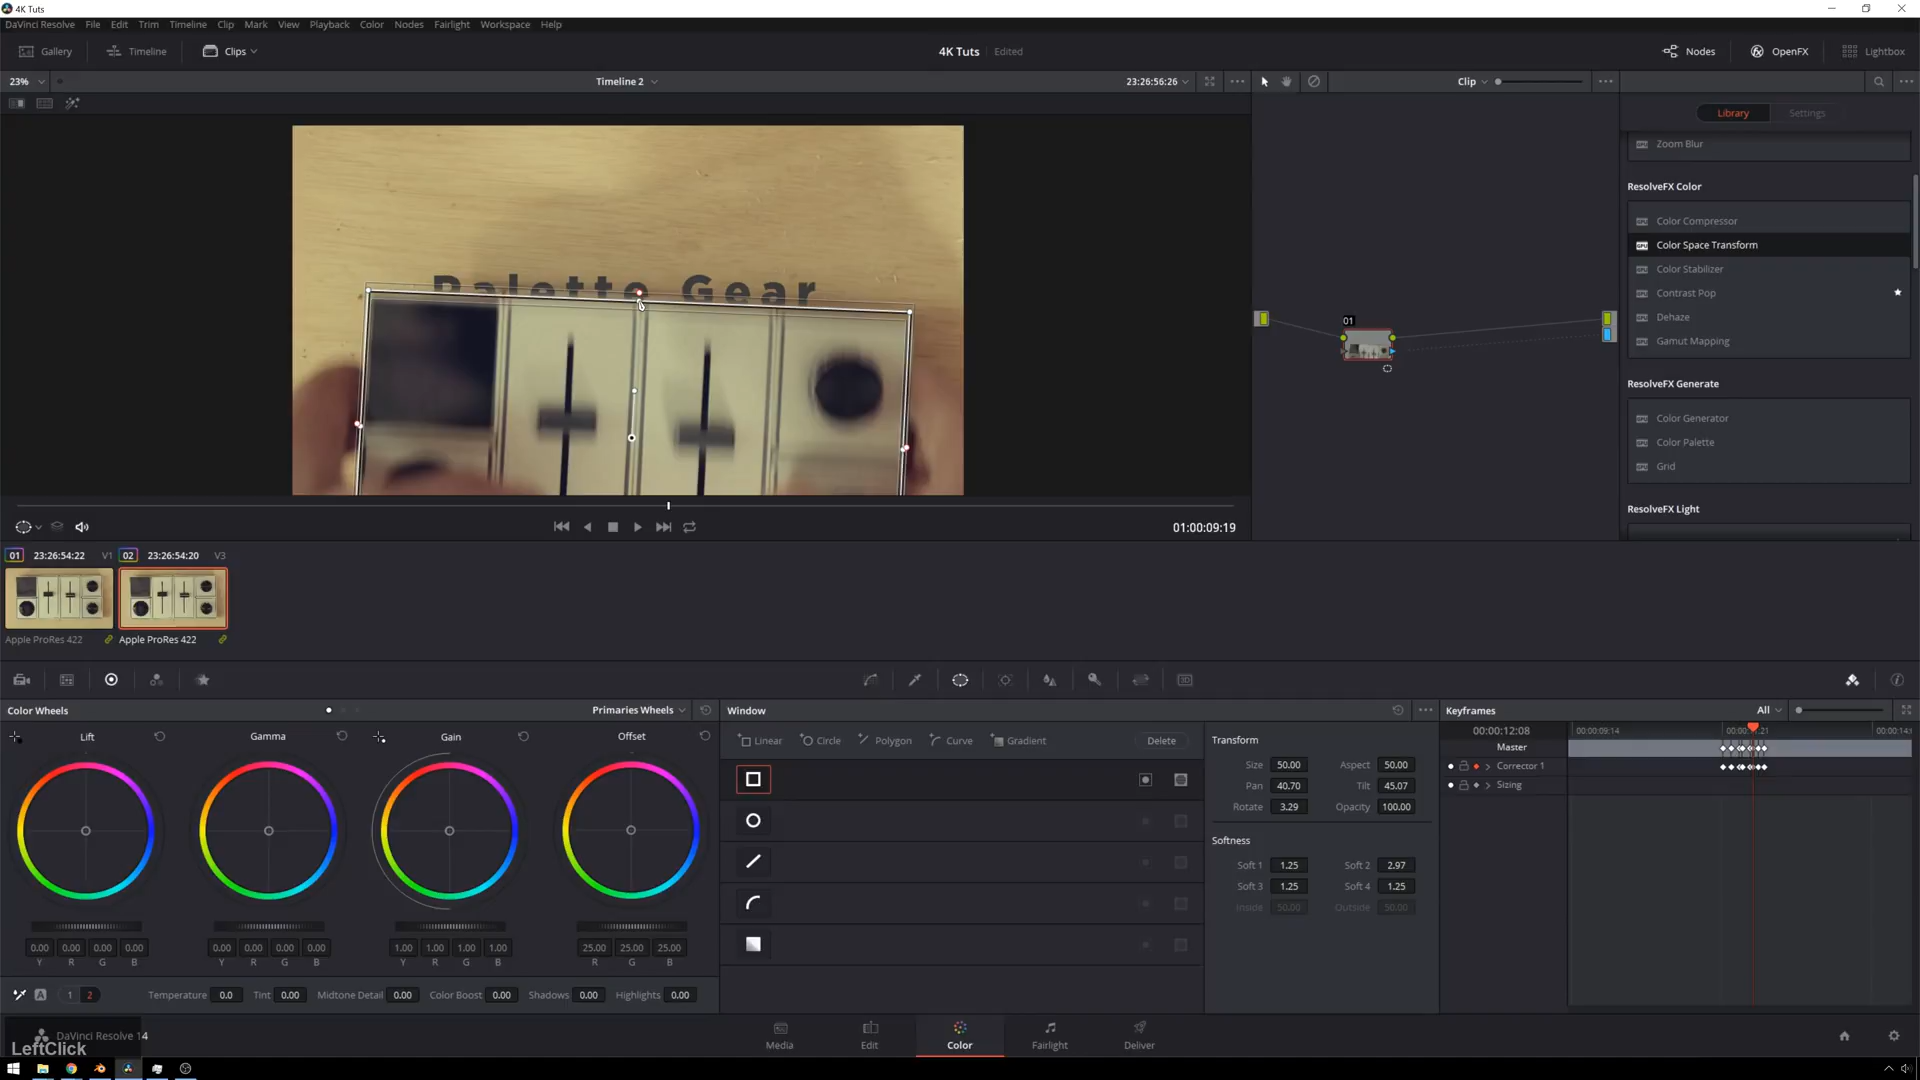 4K Tuts
DaVinci Resolve File Edit Trim Timeline Clip Mark View Playback Color Nodes Fairlight Workspace Help
Gallery Timeline Clips 4K Tuts Edited Nodes OpenFX Lightbox
23% Timeline 2 23:26:56:26 Clip
Library Settings
Zoom Blur
ResolveFX Color
Color Compressor
Color Space Transform
Color Stabilizer
Contrast Pop
Dehaze
Gamut Mapping
ResolveFX Generate
Color Generator
Color Palette
Grid
ResolveFX Light
Palette Gear
01
01:00:09:19
01 23:26:54:22 V1 02 23:26:54:20 V3
Apple ProRes 422 Apple ProRes 422
Color Wheels Primaries Wheels Window Keyframes All
Lift Gamma Gain Offset
0.00 0.00 0.00 0.00 0.00 0.00 0.00 0.00 1.00 1.00 1.00 1.00 25.00 25.00 25.00
Y R G B Y R G B Y R G B R G B
A 1 2 Temperature 0.0 Tint 0.00 Midtone Detail 0.00 Color Boost 0.00 Shadows 0.00 Highlights 0.00
Linear Circle Polygon Curve Gradient Delete
Transform
Size 50.00 Aspect 50.00
Pan 40.70 Tilt 45.07
Rotate 3.29 Opacity 100.00
Softness
Soft 1 1.25 Soft 2 2.97
Soft 3 1.25 Soft 4 1.25
Inside 50.00 Outside 50.00
00:00:12:08 00:00:09:14
Master
Corrector 1
Sizing
DaVinci Resolve 14
LeftClick
Media Edit Color Fairlight Deliver